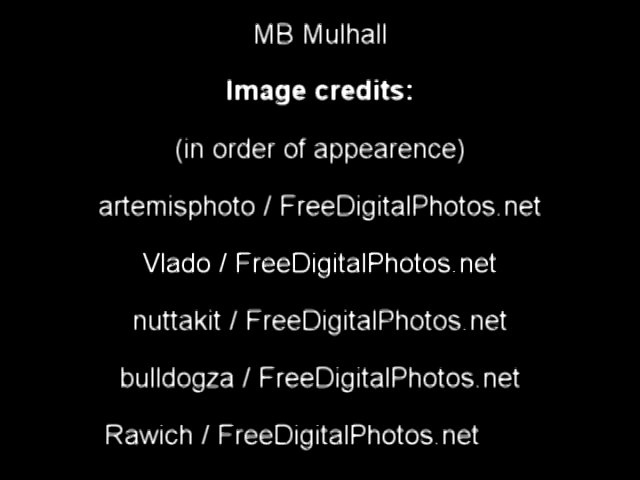 MB Mulhall
Image credits:
(in order of appearence)
artemisphoto / FreeDigitalPhotos.net
Vlado / FreeDigitalPhotos.net
nuttakit / FreeDigitalPhotos.net
bulldogza / FreeDigitalPhotos.net
Rawich / FreeDigitalPhotos.net